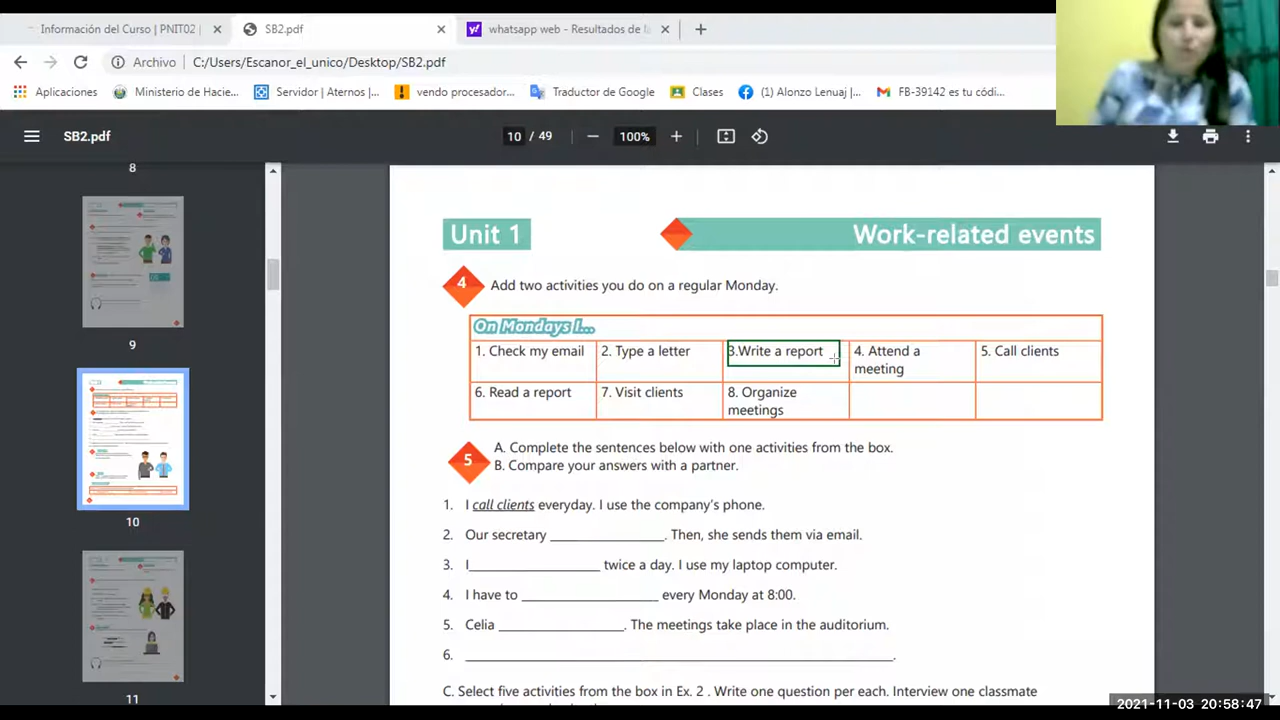 Información del Curso | PNIT02
SB2.pdf
whatsapp web - Resultados de la
Archivo
C:/Users/Escanor_el_unico/Desktop/SB2.pdf
Aplicaciones
Ministerio de Hacie...
Servidor | Aternos |...
vendo procesador...
Traductor de Google
Clases
(1) Alonzo Lenuaj |...
FB-39142 es tu códi...
SB2.pdf
10 / 49
100%
8
9
10
11
Unit 1
Work-related events
4 Add two activities you do on a regular Monday.
On Mondays I...
1. Check my email
2. Type a letter
3.Write a report
4. Attend a
meeting
5. Call clients
6. Read a report
7. Visit clients
8. Organize
meetings
5
A. Complete the sentences below with one activities from the box.
B. Compare your answers with a partner.
1. I call clients everyday. I use the company's phone.
2. Our secretary ________________. Then, she sends them via email.
3. I__________________ twice a day. I use my laptop computer.
4. I have to ___________________ every Monday at 8:00.
5. Celia _________________. The meetings take place in the auditorium.
6. ____________________________________________________________.
C. Select five activities from the box in Ex. 2 . Write one question per each. Interview one classmate
2021-11-03 20:58:47